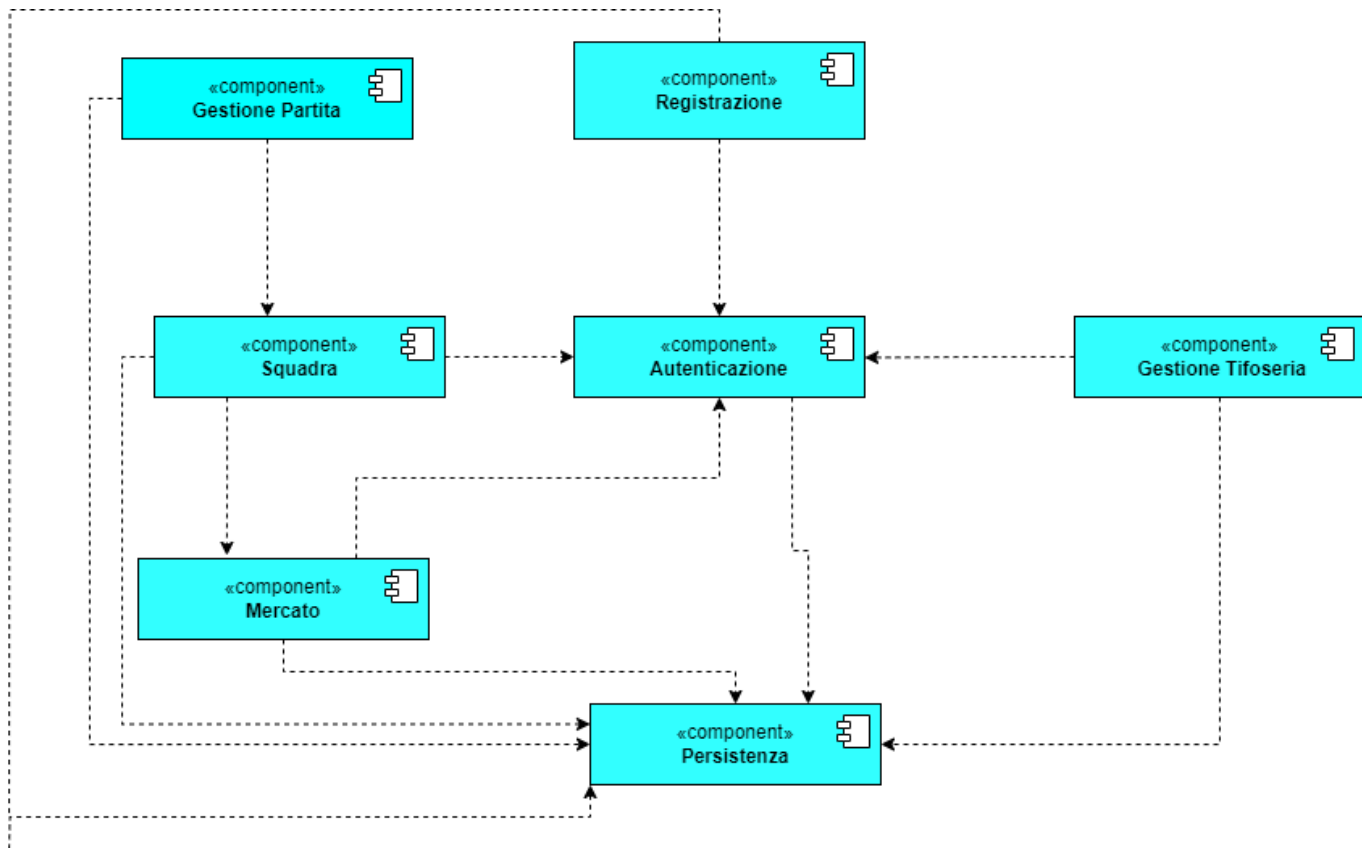 «component»
Gestione Partita
«component»
Registrazione
«component»
Squadra
«component»
Autenticazione
«component»
Gestione Tifoseria
«component»
Mercato
«component»
Persistenza